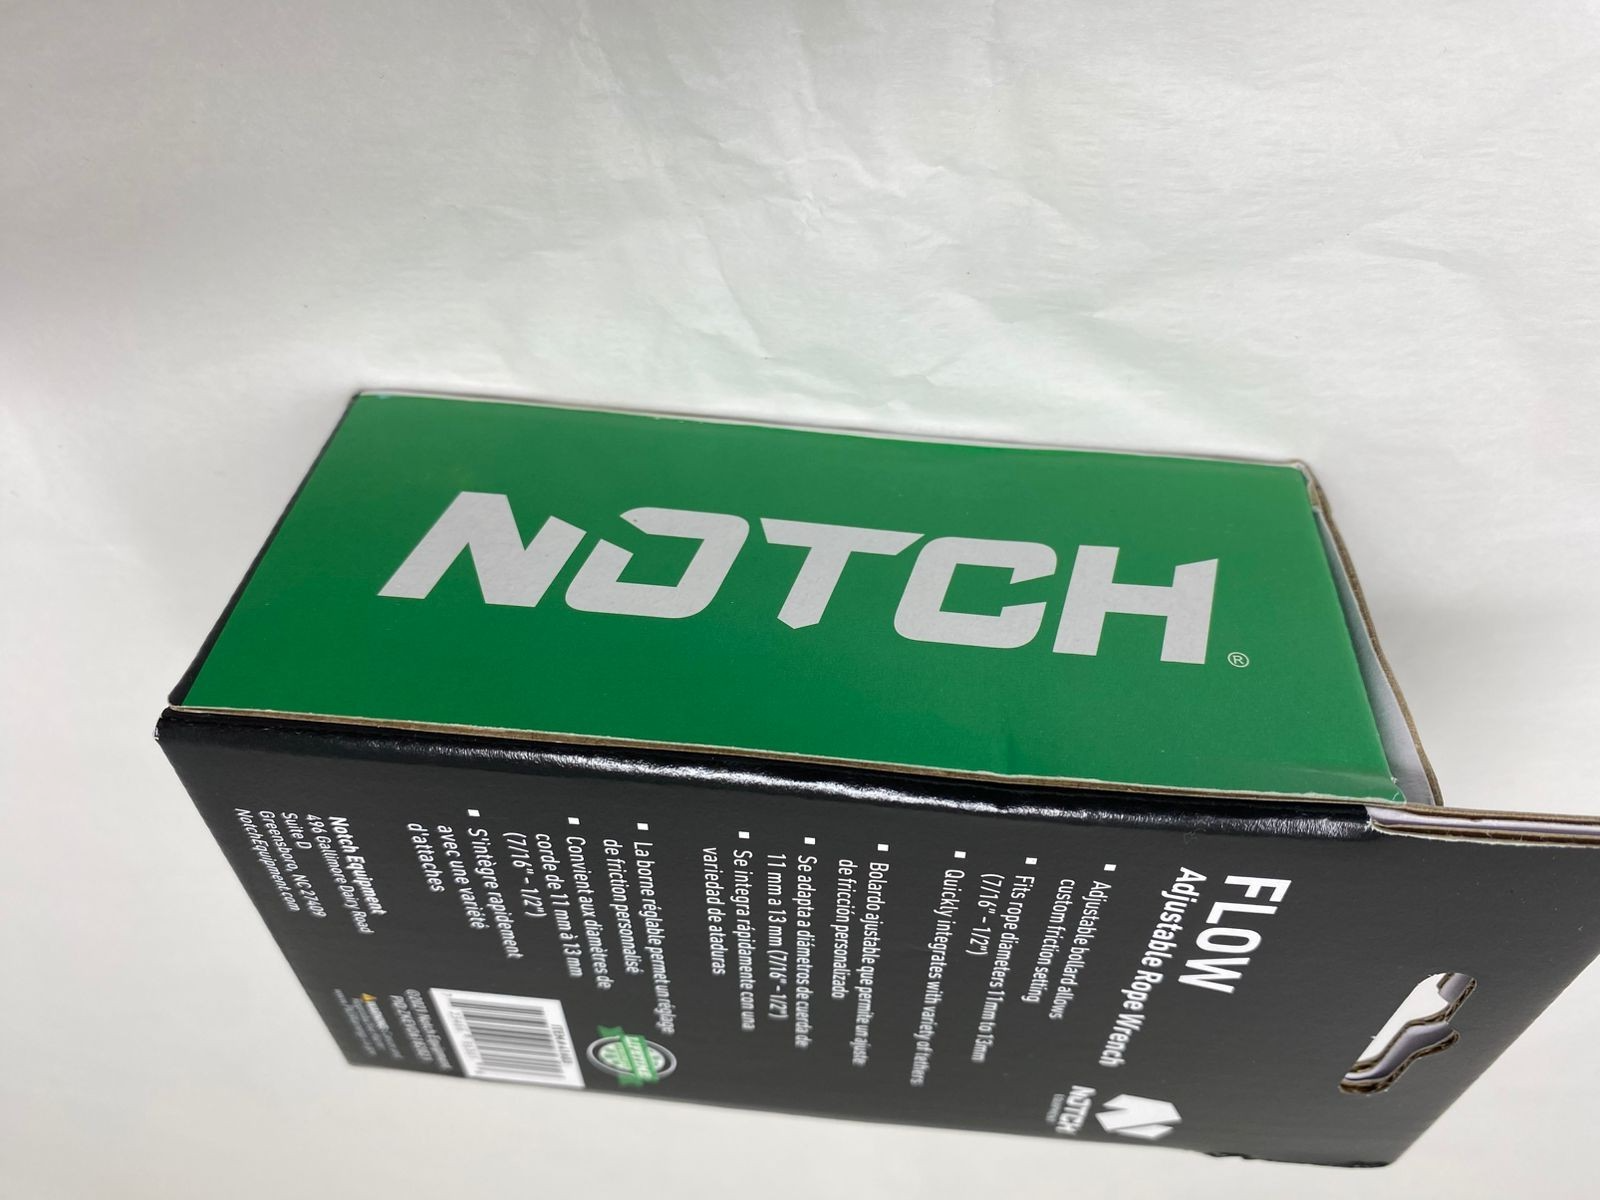 NOTCH®
FLOW
Adjustable Rope Wrench
NOTCH
▪ Adjustable bollard allows
custom friction setting
▪ Fits rope diameters 11mm to 13mm
(7/16" – 1/2")
▪ Quickly integrates with variety of tethers
▪ Bolardo ajustable que permite un ajuste
de fricción personalizado
▪ Se adapta a diámetros de cuerda de
11 mm a 13 mm (7/16" - 1/2")
▪ Se integra rápidamente con una
variedad de ataduras
▪ La borne réglable permet un réglage
de friction personnalisé
▪ Convient aux diamètres de
corde de 11 mm à 13 mm
(7/16" - 1/2")
▪ S'intègre rapidement
avec une variété
d'attaches
Notch Equipment
496 Gallimore Dairy Road
Suite D
Greensboro, NC 27409
NotchEquipment.com
LIFETIME